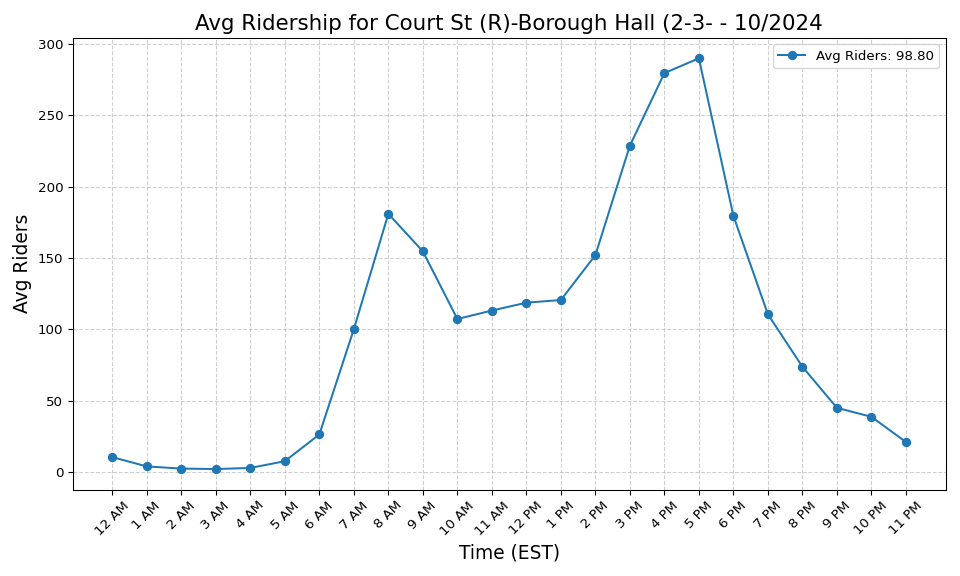 Avg Ridership for Court St (R)-Borough Hall (2-3- - 10/2024
Avg Riders: 98.80
Avg Riders
300
250
200
150
100
50
0
12 AM
1 AM
2 AM
3 AM
4 AM
5 AM
6 AM
7 AM
8 AM
9 AM
10 AM
11 AM
12 PM
1 PM
2 PM
3 PM
4 PM
5 PM
6 PM
7 PM
8 PM
9 PM
10 PM
11 PM
Time (EST)